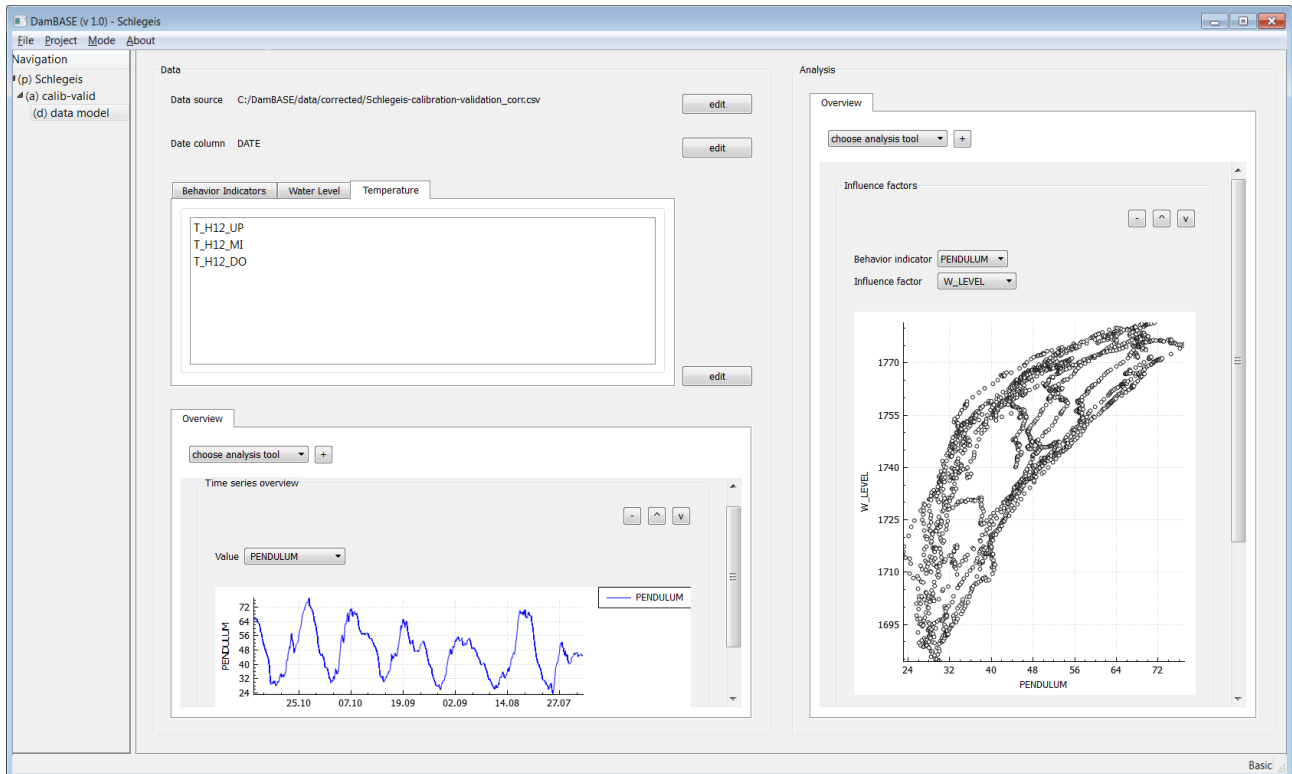 DamBASE (v 1.0) - Schlegeis
File Project Mode About
Navigation
(p) Schlegeis
(a) calib-valid
(d) data model
Data
Data source C:/DamBASE/data/corrected/Schlegeis-calibration-validation_corr.csv edit
Date column DATE edit
Behavior Indicators Water Level Temperature
T_H12_UP
T_H12_MI
T_H12_DO
edit
Overview
choose analysis tool +
Time series overview
- ^ v
Value PENDULUM
PENDULUM
72
64
56
48
40
32
24
PENDULUM
25.10 07.10 19.09 02.09 14.08 27.07
Analysis
Overview
choose analysis tool +
Influence factors
- ^ v
Behavior indicator PENDULUM
Influence factor W_LEVEL
1770
1755
1740
1725
1710
1695
W_LEVEL
24 32 40 48 56 64 72
PENDULUM
Basic